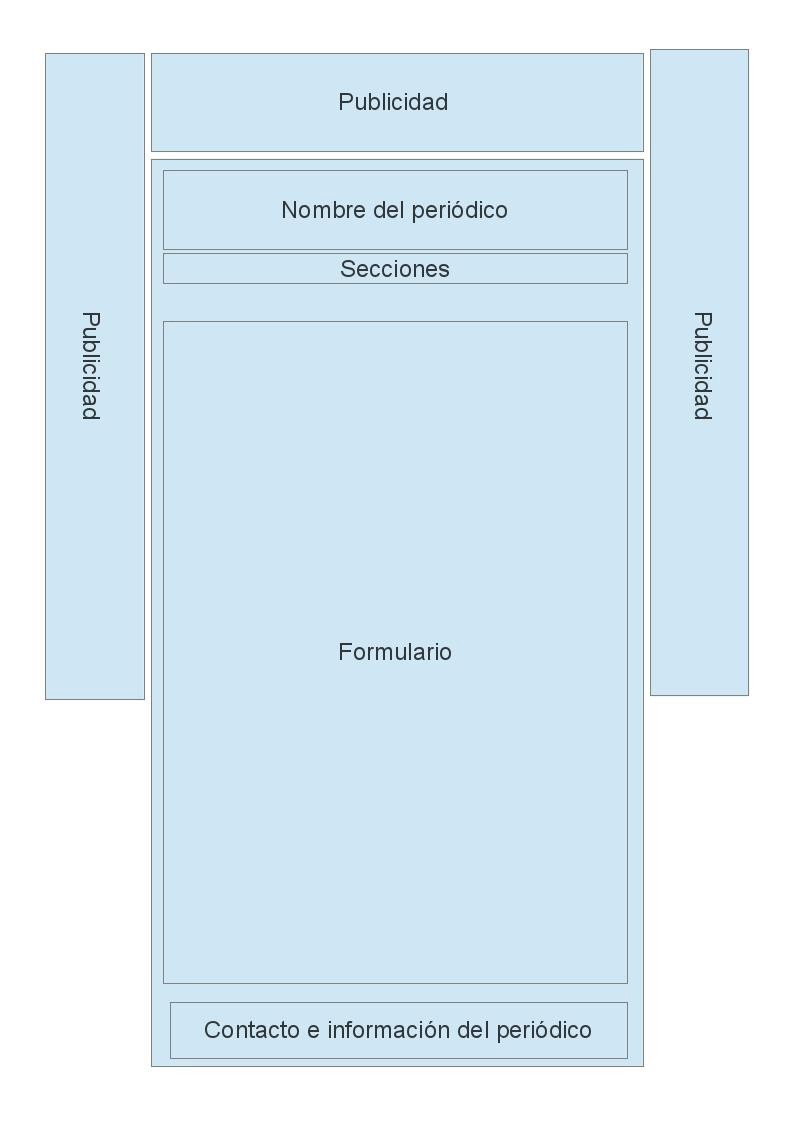 Publicidad
Nombre del periódico
Secciones
Publicidad
Publicidad
Formulario
Contacto e información del periódico